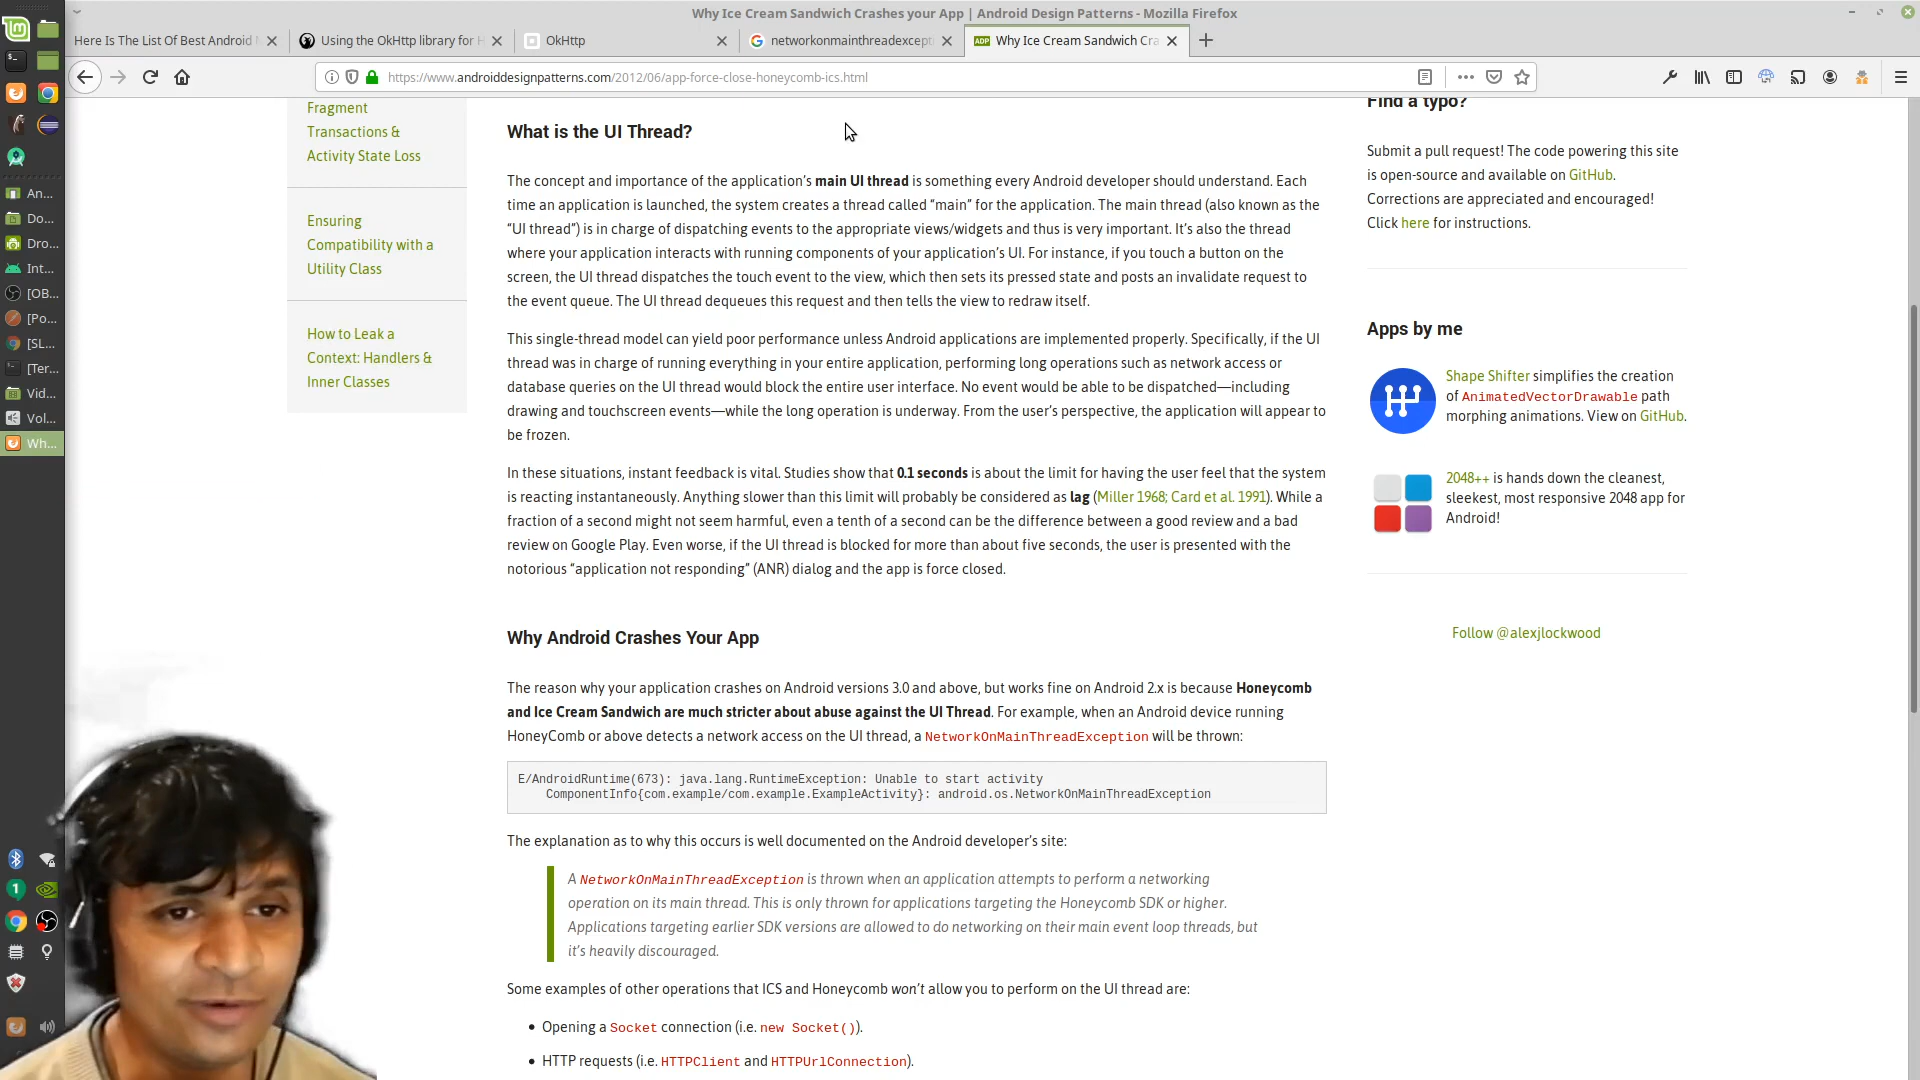 Why Ice Cream Sandwich Crashes your App | Android Design Patterns - Mozilla Firefox
Here Is The List Of Best Android
Using the OkHttp library for H
OkHttp
networkonmainthreadexcept
Why Ice Cream Sandwich Cra
https://www.androiddesignpatterns.com/2012/06/app-force-close-honeycomb-ics.html
An...
Do...
Dro...
Int...
[OB...
[Po...
[SL...
[Ter...
Vid...
Vol...
Wh...
Fragment
Transactions &
Activity State Loss
Ensuring
Compatibility with a
Utility Class
How to Leak a
Context: Handlers &
Inner Classes
What is the UI Thread?
The concept and importance of the application’s main UI thread is something every Android developer should understand. Each
time an application is launched, the system creates a thread called “main” for the application. The main thread (also known as the
“UI thread”) is in charge of dispatching events to the appropriate views/widgets and thus is very important. It’s also the thread
where your application interacts with running components of your application’s UI. For instance, if you touch a button on the
screen, the UI thread dispatches the touch event to the view, which then sets its pressed state and posts an invalidate request to
the event queue. The UI thread dequeues this request and then tells the view to redraw itself.
This single-thread model can yield poor performance unless Android applications are implemented properly. Specifically, if the UI
thread was in charge of running everything in your entire application, performing long operations such as network access or
database queries on the UI thread would block the entire user interface. No event would be able to be dispatched—including
drawing and touchscreen events—while the long operation is underway. From the user’s perspective, the application will appear to
be frozen.
In these situations, instant feedback is vital. Studies show that 0.1 seconds is about the limit for having the user feel that the system
is reacting instantaneously. Anything slower than this limit will probably be considered as lag (Miller 1968; Card et al. 1991). While a
fraction of a second might not seem harmful, even a tenth of a second can be the difference between a good review and a bad
review on Google Play. Even worse, if the UI thread is blocked for more than about five seconds, the user is presented with the
notorious “application not responding” (ANR) dialog and the app is force closed.
Why Android Crashes Your App
The reason why your application crashes on Android versions 3.0 and above, but works fine on Android 2.x is because Honeycomb
and Ice Cream Sandwich are much stricter about abuse against the UI Thread. For example, when an Android device running
HoneyComb or above detects a network access on the UI thread, a NetworkOnMainThreadException will be thrown:
E/AndroidRuntime(673): java.lang.RuntimeException: Unable to start activity
ComponentInfo{com.example/com.example.ExampleActivity}: android.os.NetworkOnMainThreadException
The explanation as to why this occurs is well documented on the Android developer’s site:
A NetworkOnMainThreadException is thrown when an application attempts to perform a networking
operation on its main thread. This is only thrown for applications targeting the Honeycomb SDK or higher.
Applications targeting earlier SDK versions are allowed to do networking on their main event loop threads, but
it’s heavily discouraged.
Some examples of other operations that ICS and Honeycomb won’t allow you to perform on the UI thread are:
• Opening a Socket connection (i.e. new Socket()).
• HTTP requests (i.e. HTTPClient and HTTPUrlConnection).
Find a typo?
Submit a pull request! The code powering this site
is open-source and available on GitHub.
Corrections are appreciated and encouraged!
Click here for instructions.
Apps by me
Shape Shifter simplifies the creation
of AnimatedVectorDrawable path
morphing animations. View on GitHub.
2048++ is hands down the cleanest,
sleekest, most responsive 2048 app for
Android!
Follow @alexjlockwood